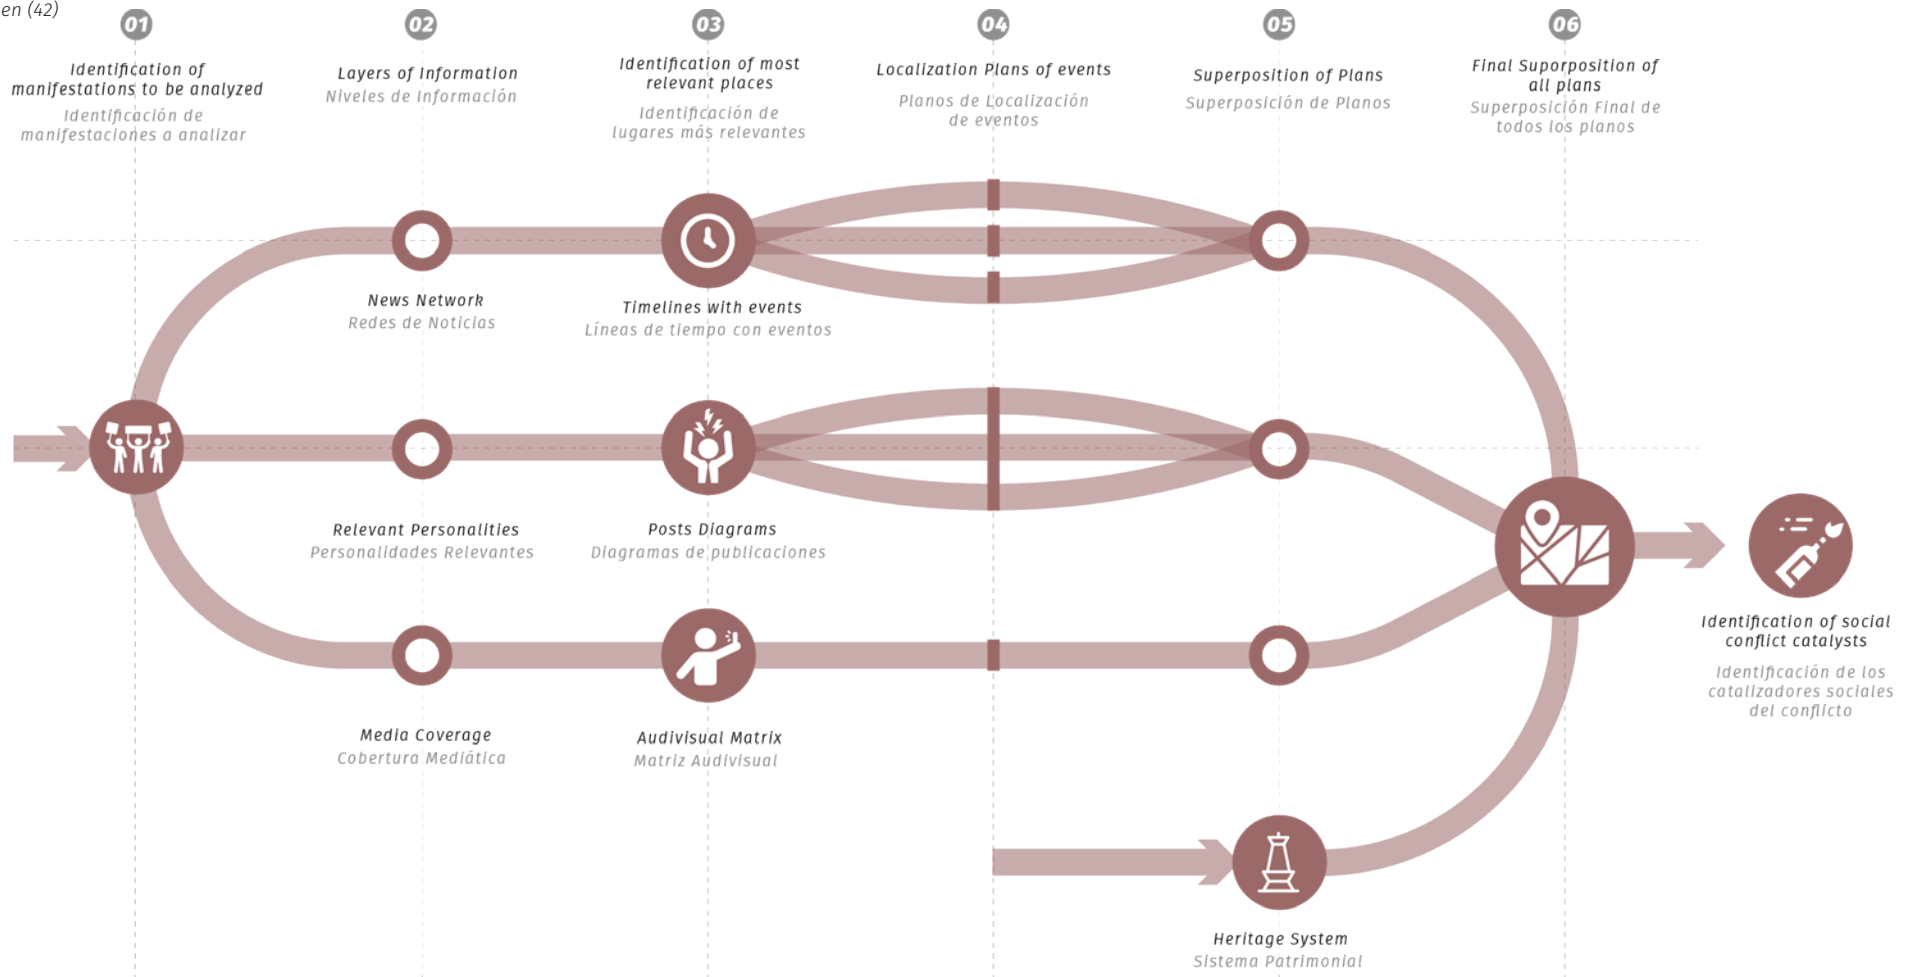 en (42)
01
02
03
04
05
06
Identification of
manifestations to be analyzed
Identificación de
manifestaciones a analizar
Layers of Information
Niveles de Información
Identification of most
relevant places
Identificación de
lugares más relevantes
Localization Plans of events
Planos de Localización
de eventos
Superposition of Plans
Superposición de Planos
Final Suporposition of
all plans
Superposición Final de
todos los planos
News Network
Redes de Noticias
Timelines with events
Líneas de tiempo con eventos
Relevant Personalities
Personalidades Relevantes
Posts Diagrams
Diagramas de publicaciones
Identification of social
conflict catalysts
Identificación de los
catalizadores sociales
del conflicto
Media Coverage
Cobertura Mediática
Audivisual Matrix
Matriz Audivisual
Heritage System
Sistema Patrimonial